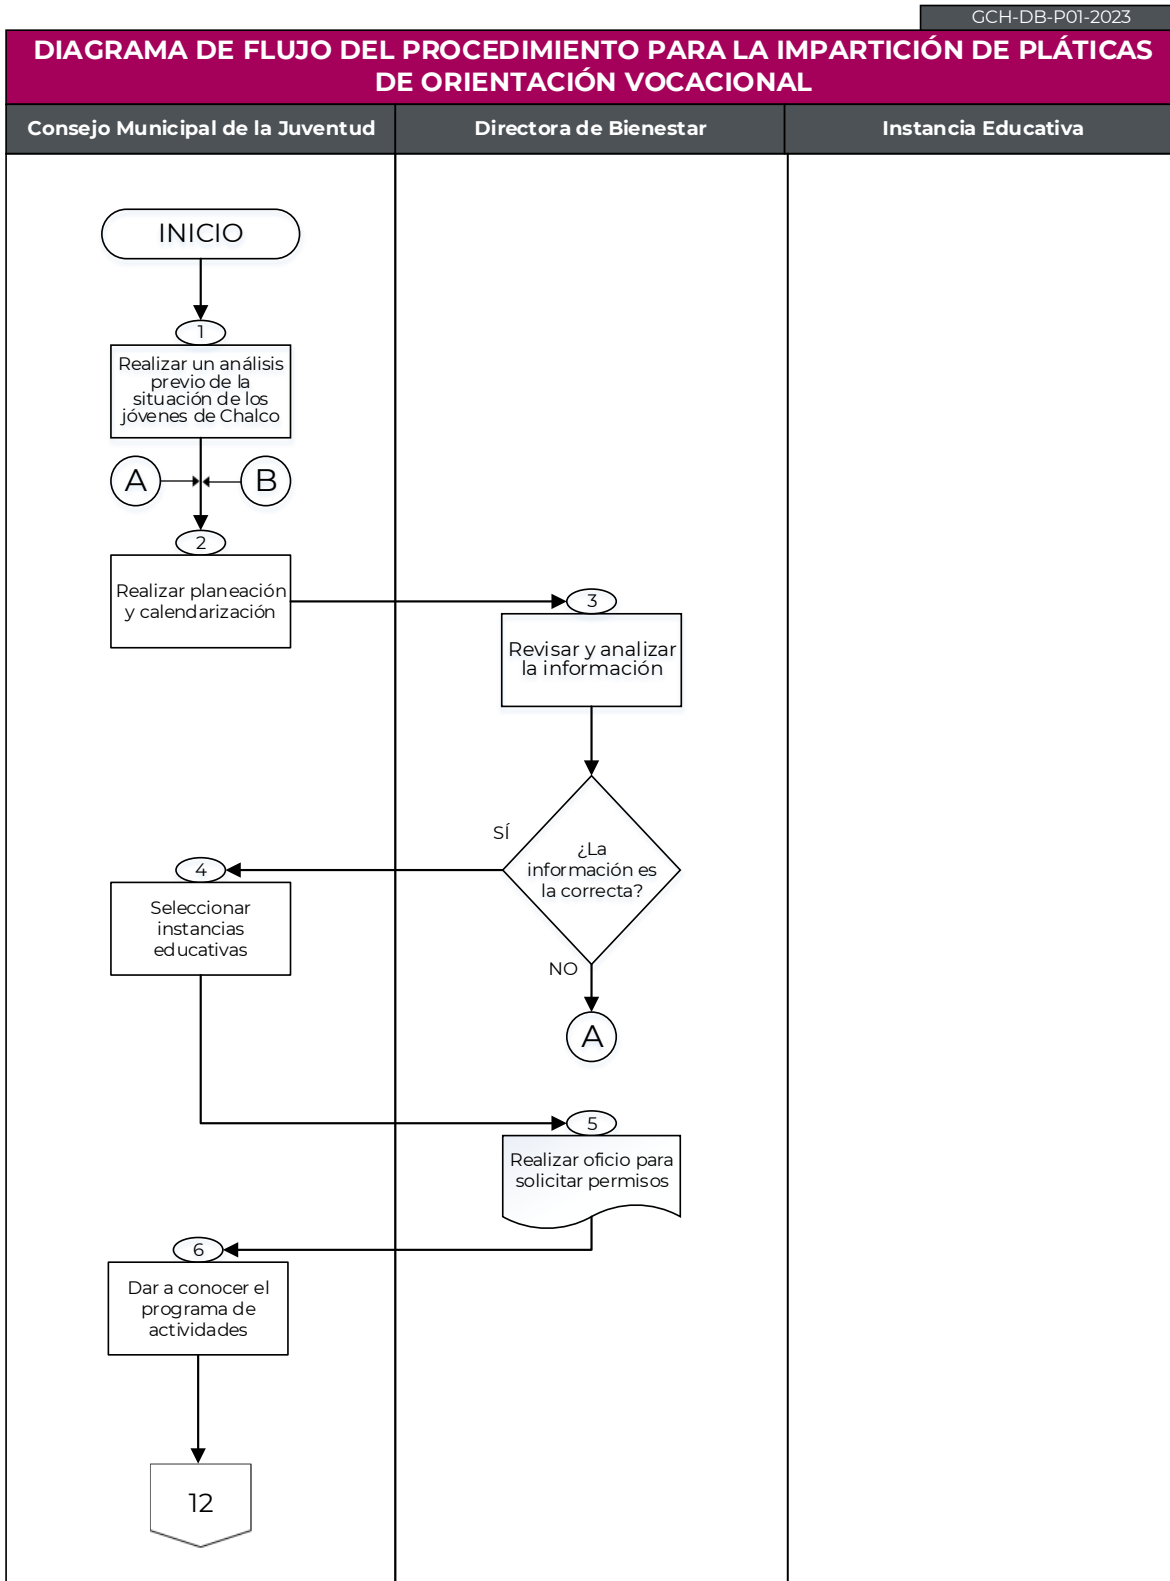 GCH-DB-P01-2023
DIAGRAMA DE FLUJO DEL PROCEDIMIENTO PARA LA IMPARTICIÓN DE PLÁTICAS
DE ORIENTACIÓN VOCACIONAL
Consejo Municipal de la Juventud
Directora de Bienestar
Instancia Educativa
INICIO
1
Realizar un análisis
previo de la
situación de los
jóvenes de Chalco
A
B
2
Realizar planeación
y calendarización
3
Revisar y analizar
la información
¿La
información es
la correcta?
SÍ
NO
A
4
Seleccionar
instancias
educativas
5
Realizar oficio para
solicitar permisos
6
Dar a conocer el
programa de
actividades
12